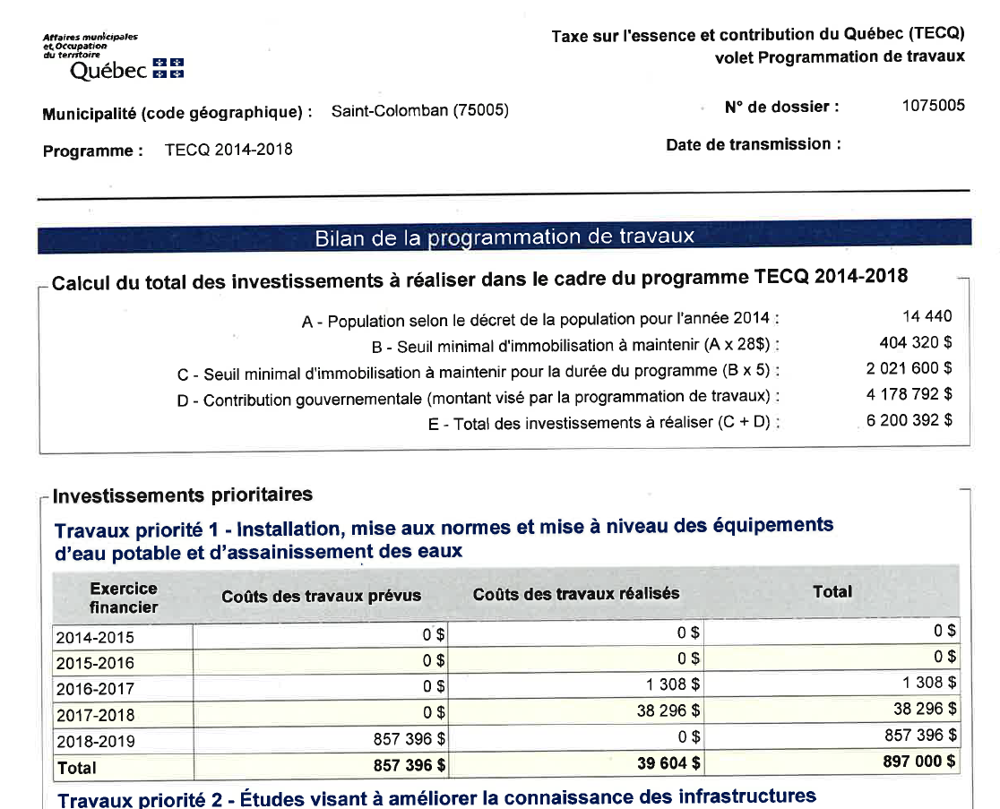 Affaires municipales
et Occupation
du territoire
Québec
Taxe sur l'essence et contribution du Québec (TECQ)
volet Programmation de travaux
Municipalité (code géographique) : Saint-Colomban (75005)
N° de dossier : 1075005
Programme : TECQ 2014-2018
Date de transmission :
Bilan de la programmation de travaux
Calcul du total des investissements à réaliser dans le cadre du programme TECQ 2014-2018
A - Population selon le décret de la population pour l'année 2014 : 14 440
B - Seuil minimal d'immobilisation à maintenir (A x 28$) : 404 320 $
C - Seuil minimal d'immobilisation à maintenir pour la durée du programme (B x 5) : 2 021 600 $
D - Contribution gouvernementale (montant visé par la programmation de travaux) : 4 178 792 $
E - Total des investissements à réaliser (C + D) : 6 200 392 $
Investissements prioritaires
Travaux priorité 1 - Installation, mise aux normes et mise à niveau des équipements
d'eau potable et d'assainissement des eaux
Exercice
financier
Coûts des travaux prévus Coûts des travaux réalisés Total
2014-2015 0 $ 0 $ 0 $
2015-2016 0 $ 0 $ 0 $
2016-2017 0 $ 1 308 $ 1 308 $
2017-2018 0 $ 38 296 $ 38 296 $
2018-2019 857 396 $ 0 $ 857 396 $
Total 857 396 $ 39 604 $ 897 000 $
Travaux priorité 2 - Études visant à améliorer la connaissance des infrastructures